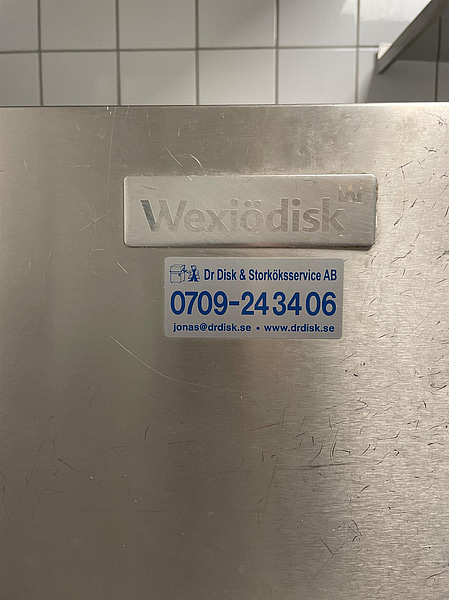 Wexiödisk
Dr Disk & Storköksservice AB
0709-24 34 06
jonas@drdisk.se • www.drdisk.se